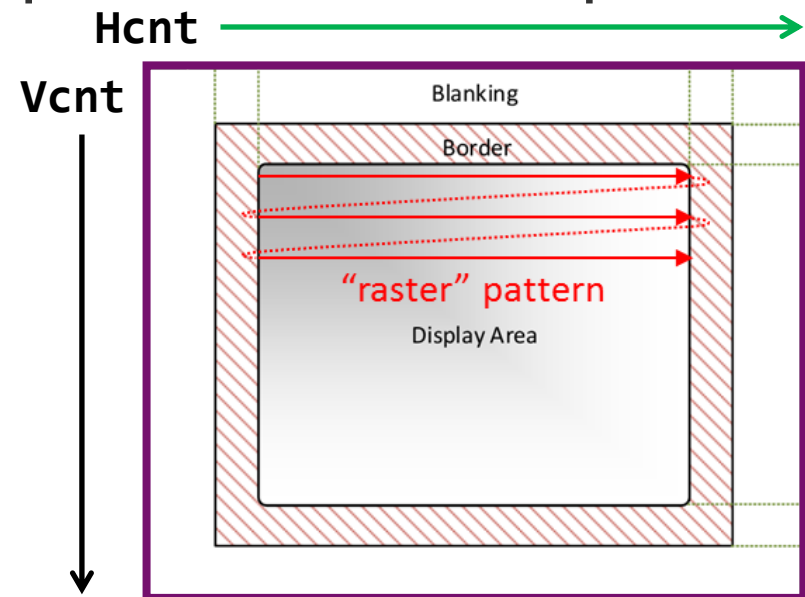 Hcnt
Vcnt
Blanking
Border
“raster” pattern
Display Area